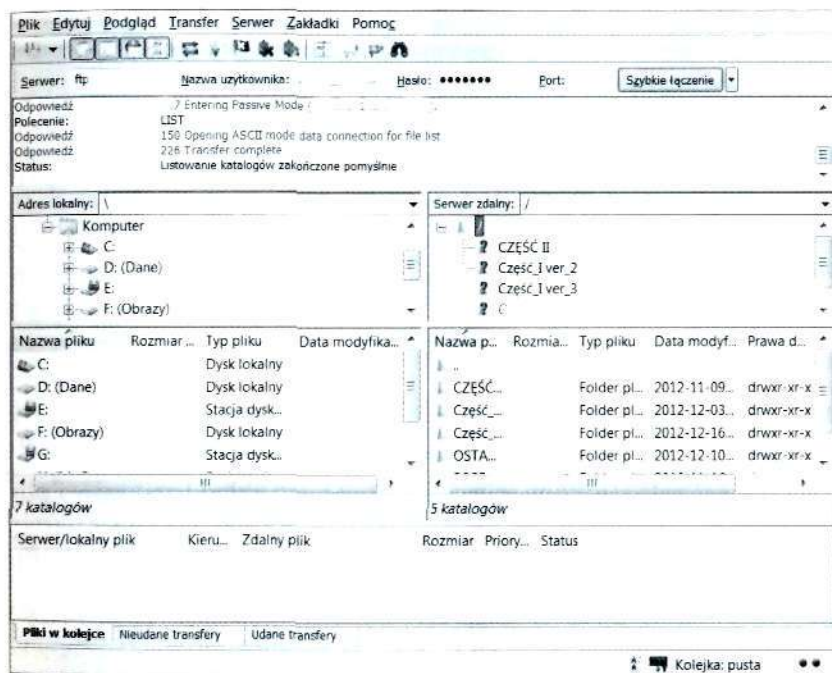 Plik Edytuj Podgląd Transfer Serwer Zakładki Pomoc
Serwer: ftp Nazwa uzytkownika: Hasło: ●●●●●●● Port: Szybkie łączenie
Odpowiedź 7 Entering Passive Mode (
Polecenie: LIST
Odpowiedź 150 Opening ASCII mode data connection for file list
Odpowiedź 226 Transfer complete
Status: Listowanie katalogów zakończone pomyślnie
Adres lokalny: \
Komputer
C:
D: (Dane)
E:
F: (Obrazy)
Serwer zdalny: /
/
? CZĘŚĆ II
? Część_I ver_2
? Część_I ver_3
?
Nazwa pliku Rozmiar ... Typ pliku Data modyfika...
C: Dysk lokalny
D: (Dane) Dysk lokalny
E: Stacja dysk...
F: (Obrazy) Dysk lokalny
G: Stacja dysk...
7 katalogów
Nazwa p... Rozmia... Typ pliku Data modyf... Prawa d...
..
CZĘŚĆ... Folder pl... 2012-11-09... drwxr-xr-x
Część_... Folder pl... 2012-12-03... drwxr-xr-x
Część_... Folder pl... 2012-12-16... drwxr-xr-x
OSTA... Folder pl... 2012-12-10... drwxr-xr-x
5 katalogów
Serwer/lokalny plik Kieru... Zdalny plik Rozmiar Priory... Status
Pliki w kolejce Nieudane transfery Udane transfery
Kolejka: pusta